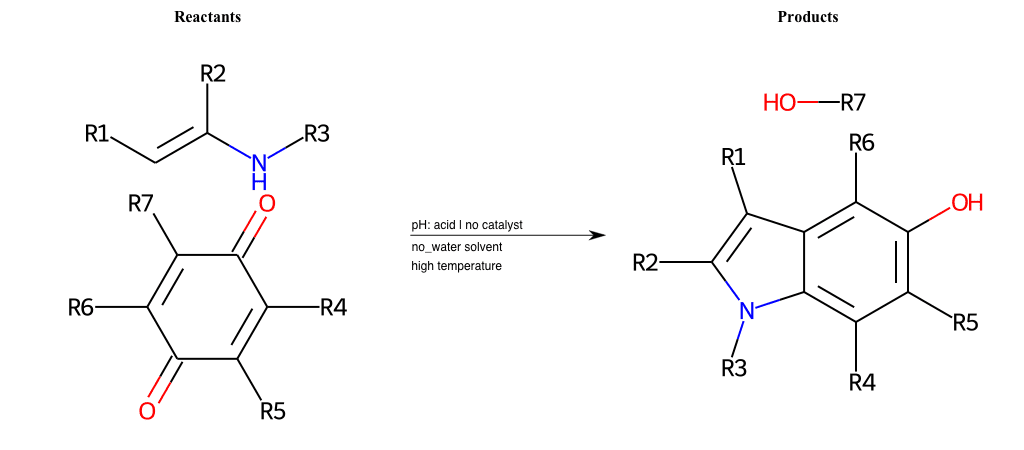 Reactants
Products
R2
R1
R3
N
H
R7
O
R6
R4
O
R5
pH: acid | no catalyst
no_water solvent
high temperature
HO R7
R1
R6
OH
R2
N
R5
R3
R4